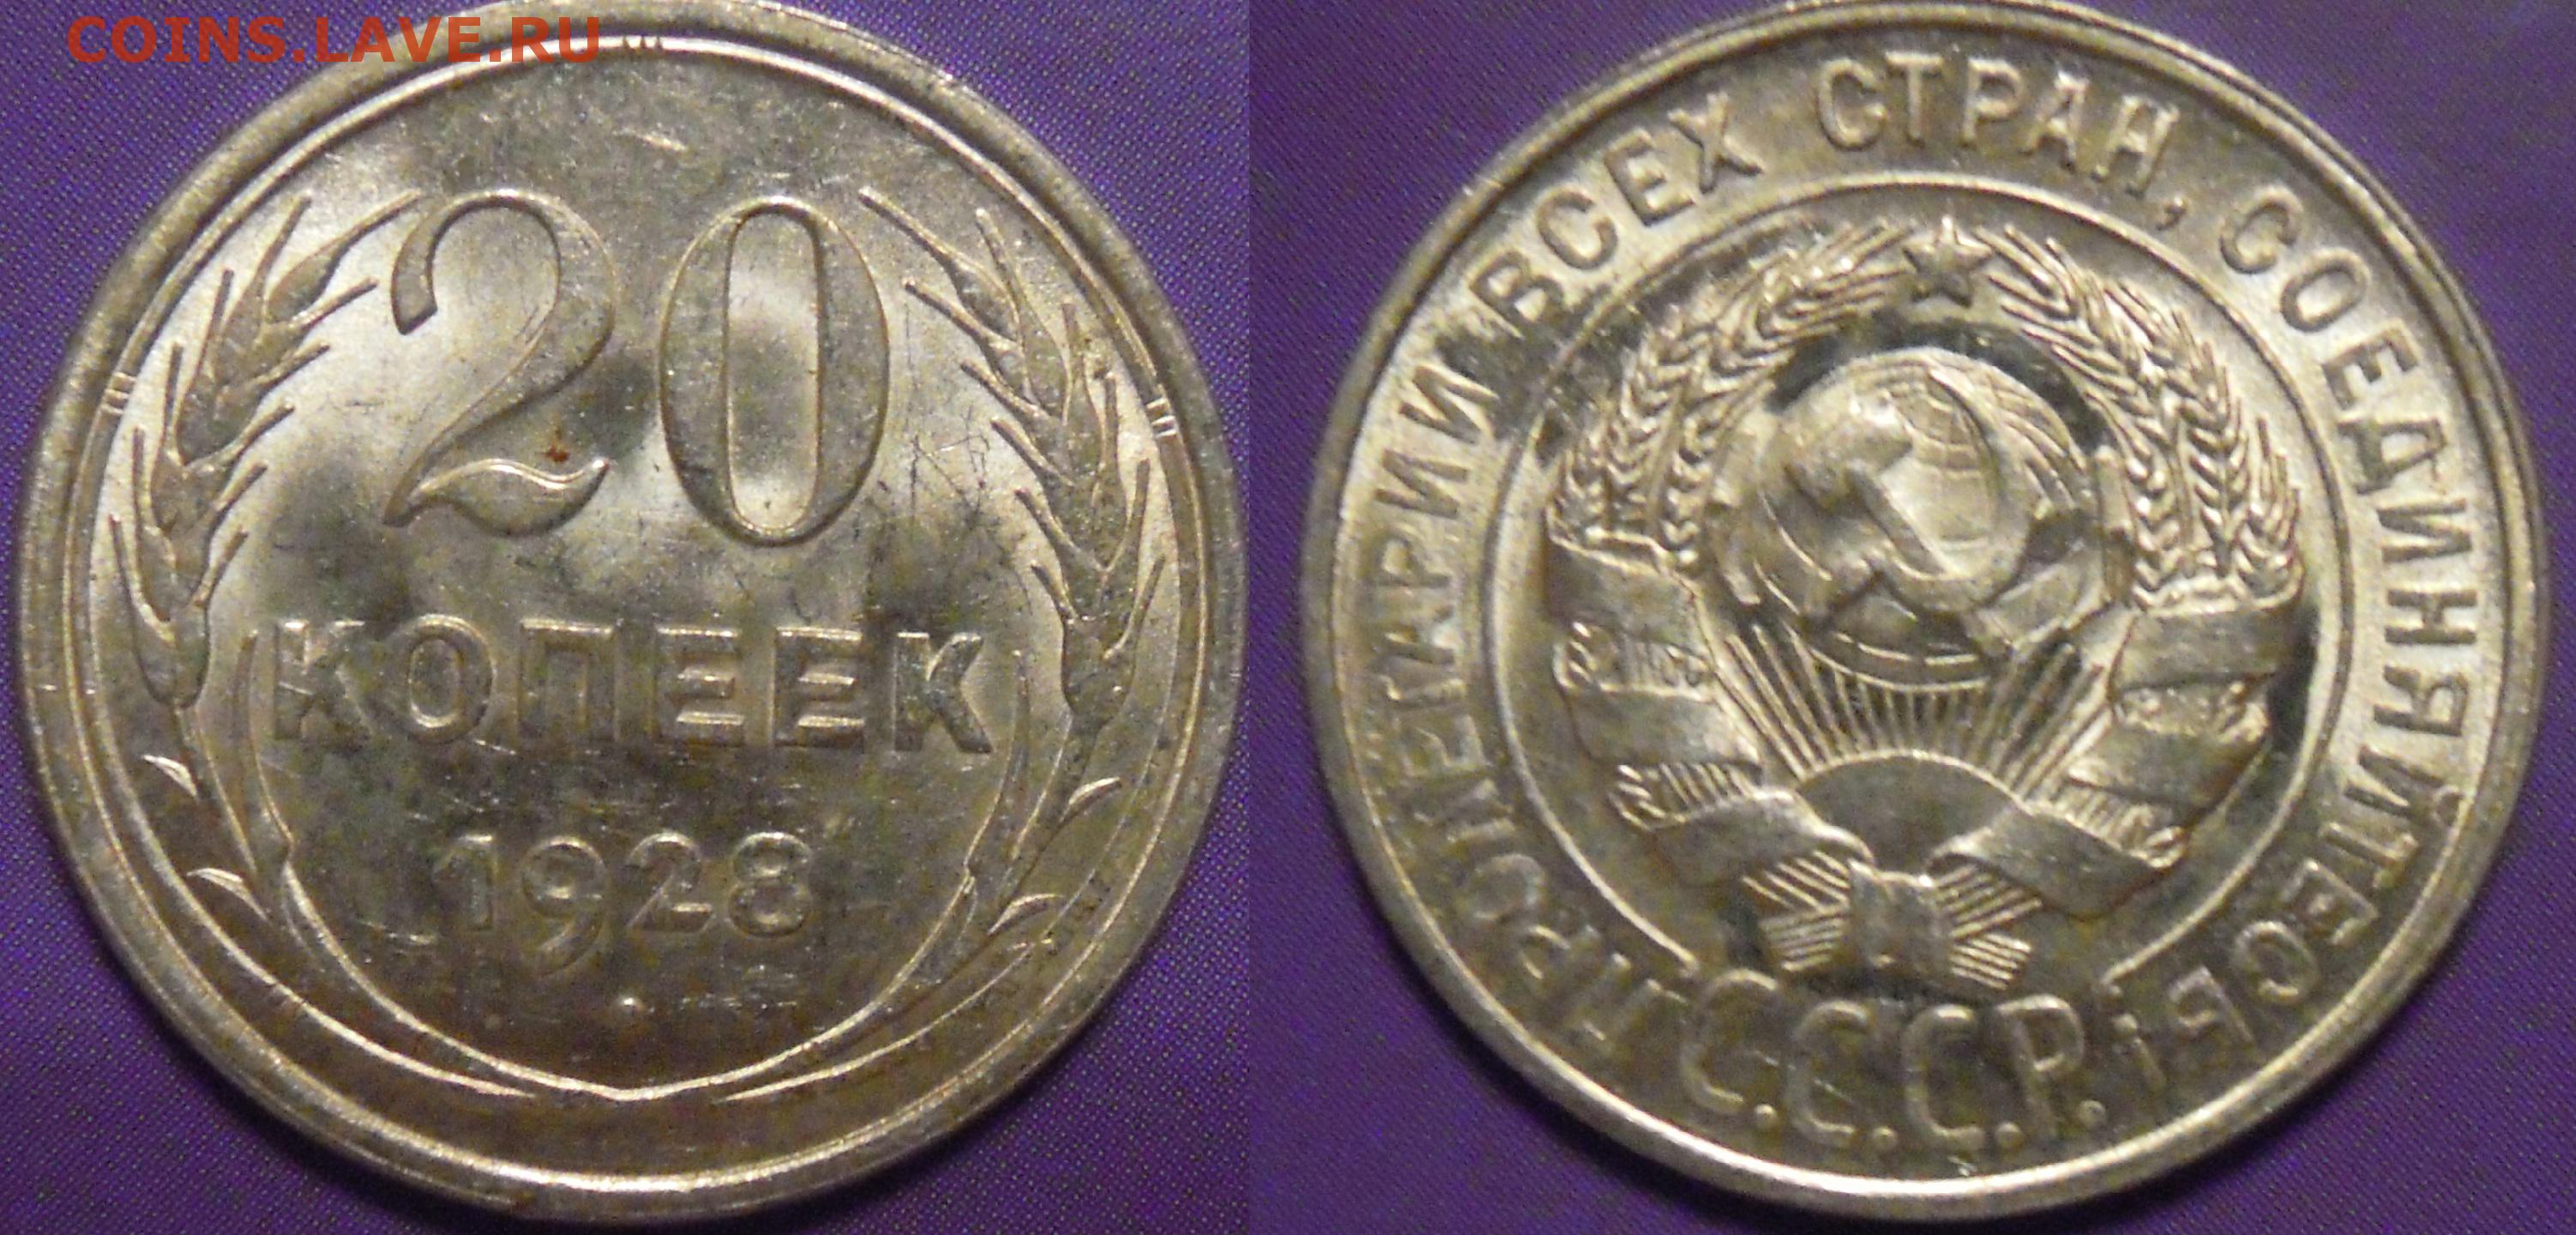 COINS.LAVE.RU
20
КОПЕЕК
1928
ПРОЛЕТАРИИ ВСЕХ СТРАН, СОЕДИНЯЙТЕСЬ!
С.С.С.Р.